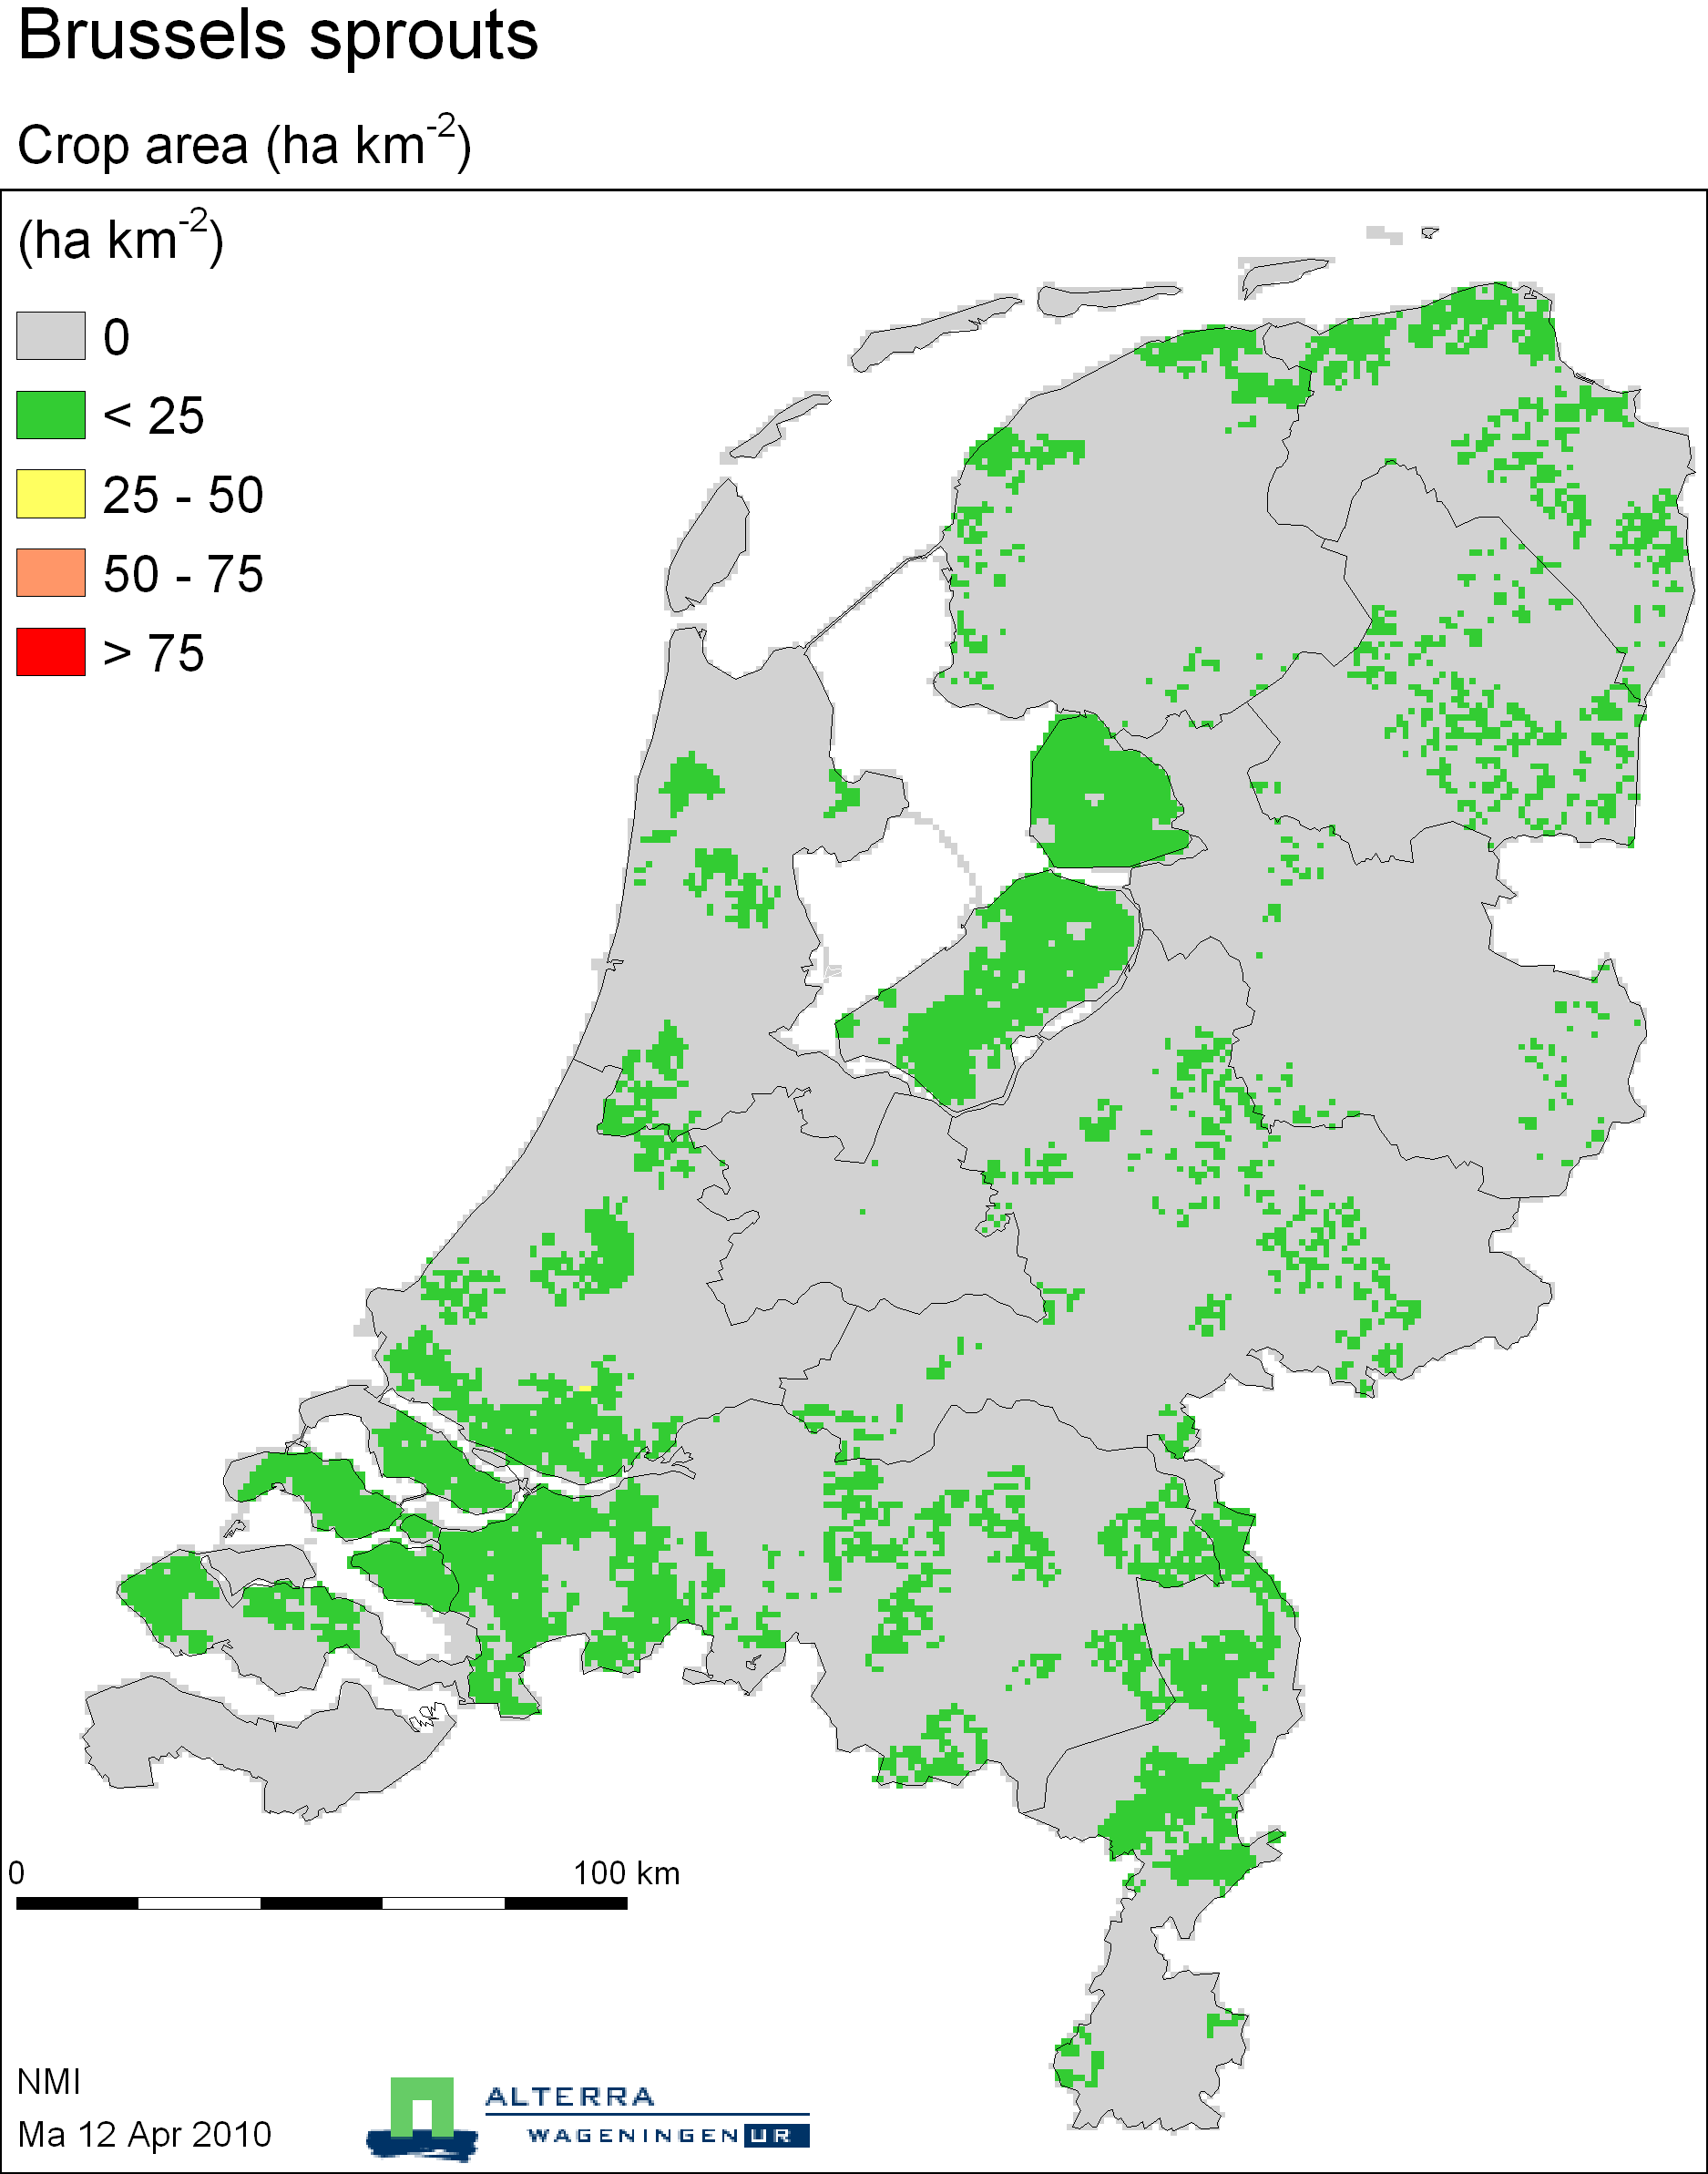 Brussels sprouts
Crop area (ha km-2)
(ha km-2)
0
< 25
25 - 50
50 - 75
> 75
0 100 km
NMI
Ma 12 Apr 2010
ALTERRA
WAGENINGEN UR